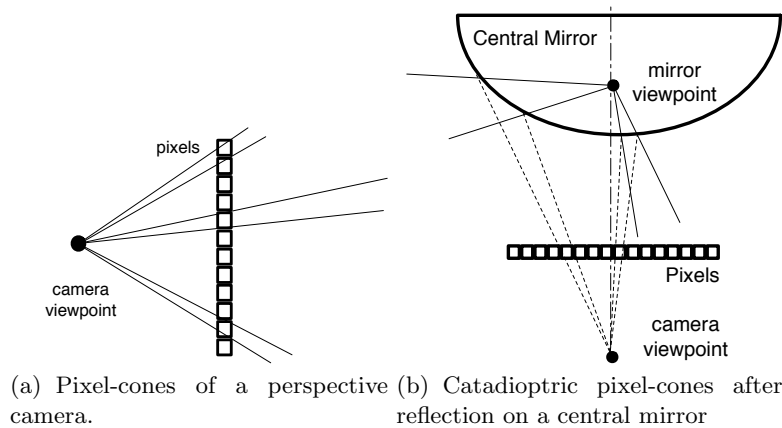 pixels
camera
viewpoint
Central Mirror
mirror
viewpoint
Pixels
camera
viewpoint
(a) Pixel-cones of a perspective
camera.
(b) Catadioptric pixel-cones after
reflection on a central mirror